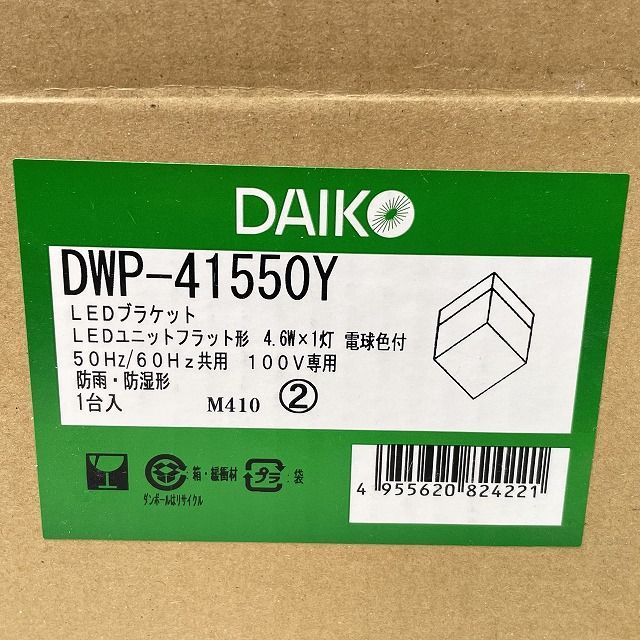 DAIKO
DWP-41550Y
LEDブラケット
LEDユニットフラット形 4.6W×1灯 電球色付
50Hz/60Hz共用 100V専用
防雨・防湿形
1台入 M410 ②
:箱・緩衝材 プラ :袋
ダンボールはリサイクル
4 955620 824221